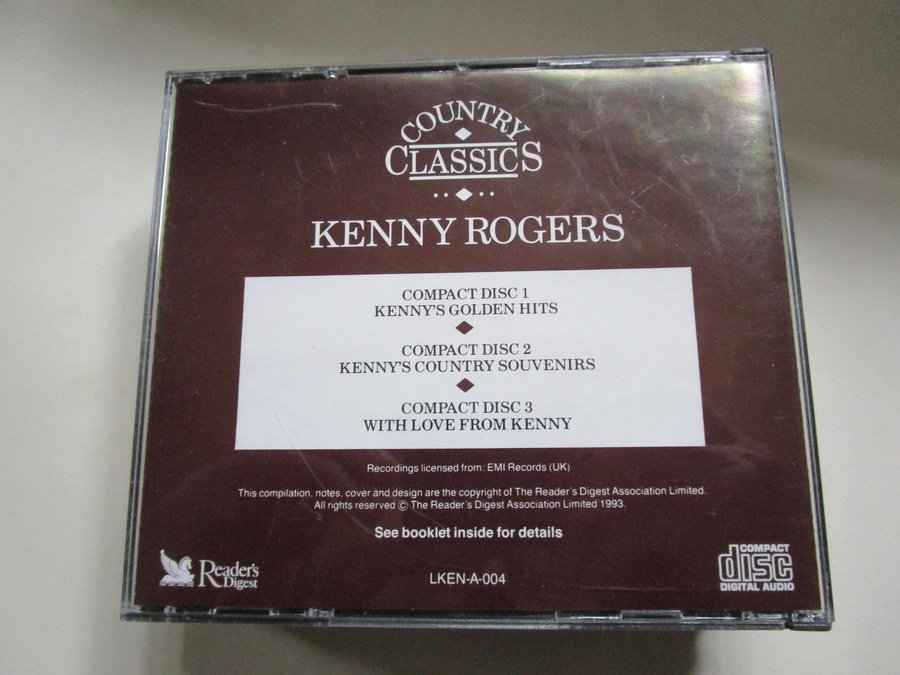 COUNTRY
CLASSICS
KENNY ROGERS
COMPACT DISC 1
KENNY'S GOLDEN HITS
COMPACT DISC 2
KENNY'S COUNTRY SOUVENIRS
COMPACT DISC 3
WITH LOVE FROM KENNY
Recordings licensed from: EMI Records (UK)
This compilation, notes, cover and design are the copyright of The Reader's Digest Association Limited.
All rights reserved © The Reader's Digest Association Limited 1993.
See booklet inside for details
Reader's
Digest
LKEN-A-004
COMPACT
disc
DIGITAL AUDIO